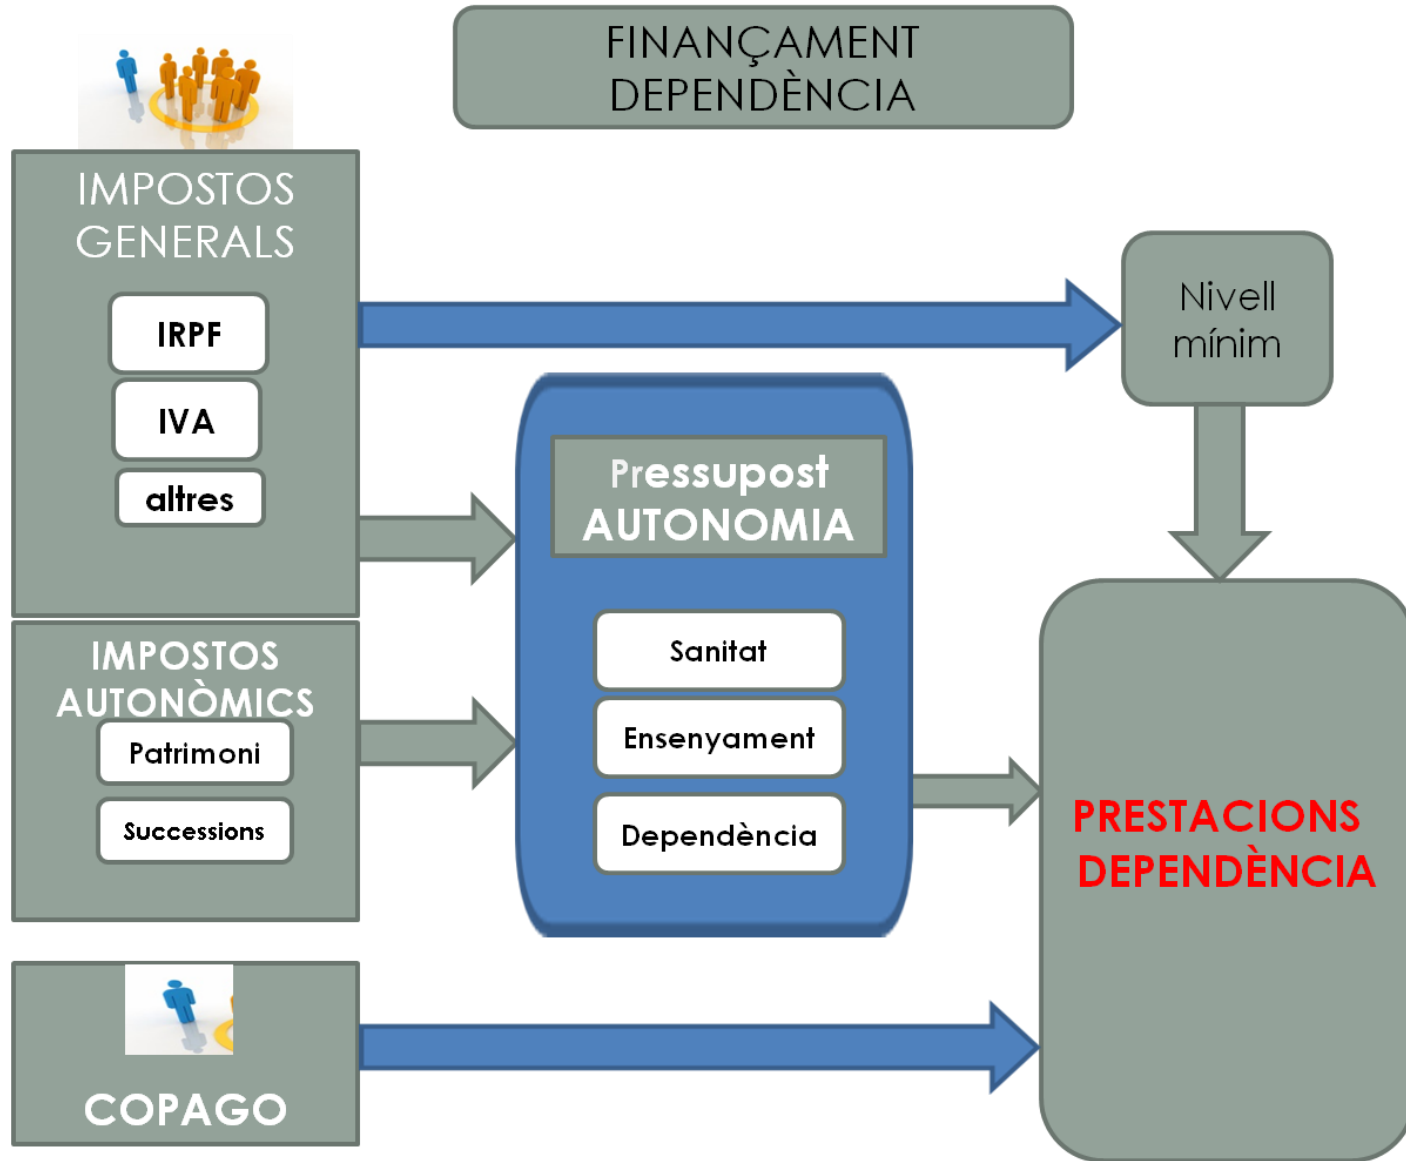 FINANÇAMENT
DEPENDÈNCIA
IMPOSTOS
GENERALS
IRPF
IVA
altres
IMPOSTOS
AUTONÒMICS
Patrimoni
Successions
COPAGO
Pressupost
AUTONOMIA
Sanitat
Ensenyament
Dependència
Nivell
mínim
PRESTACIONS
DEPENDÈNCIA